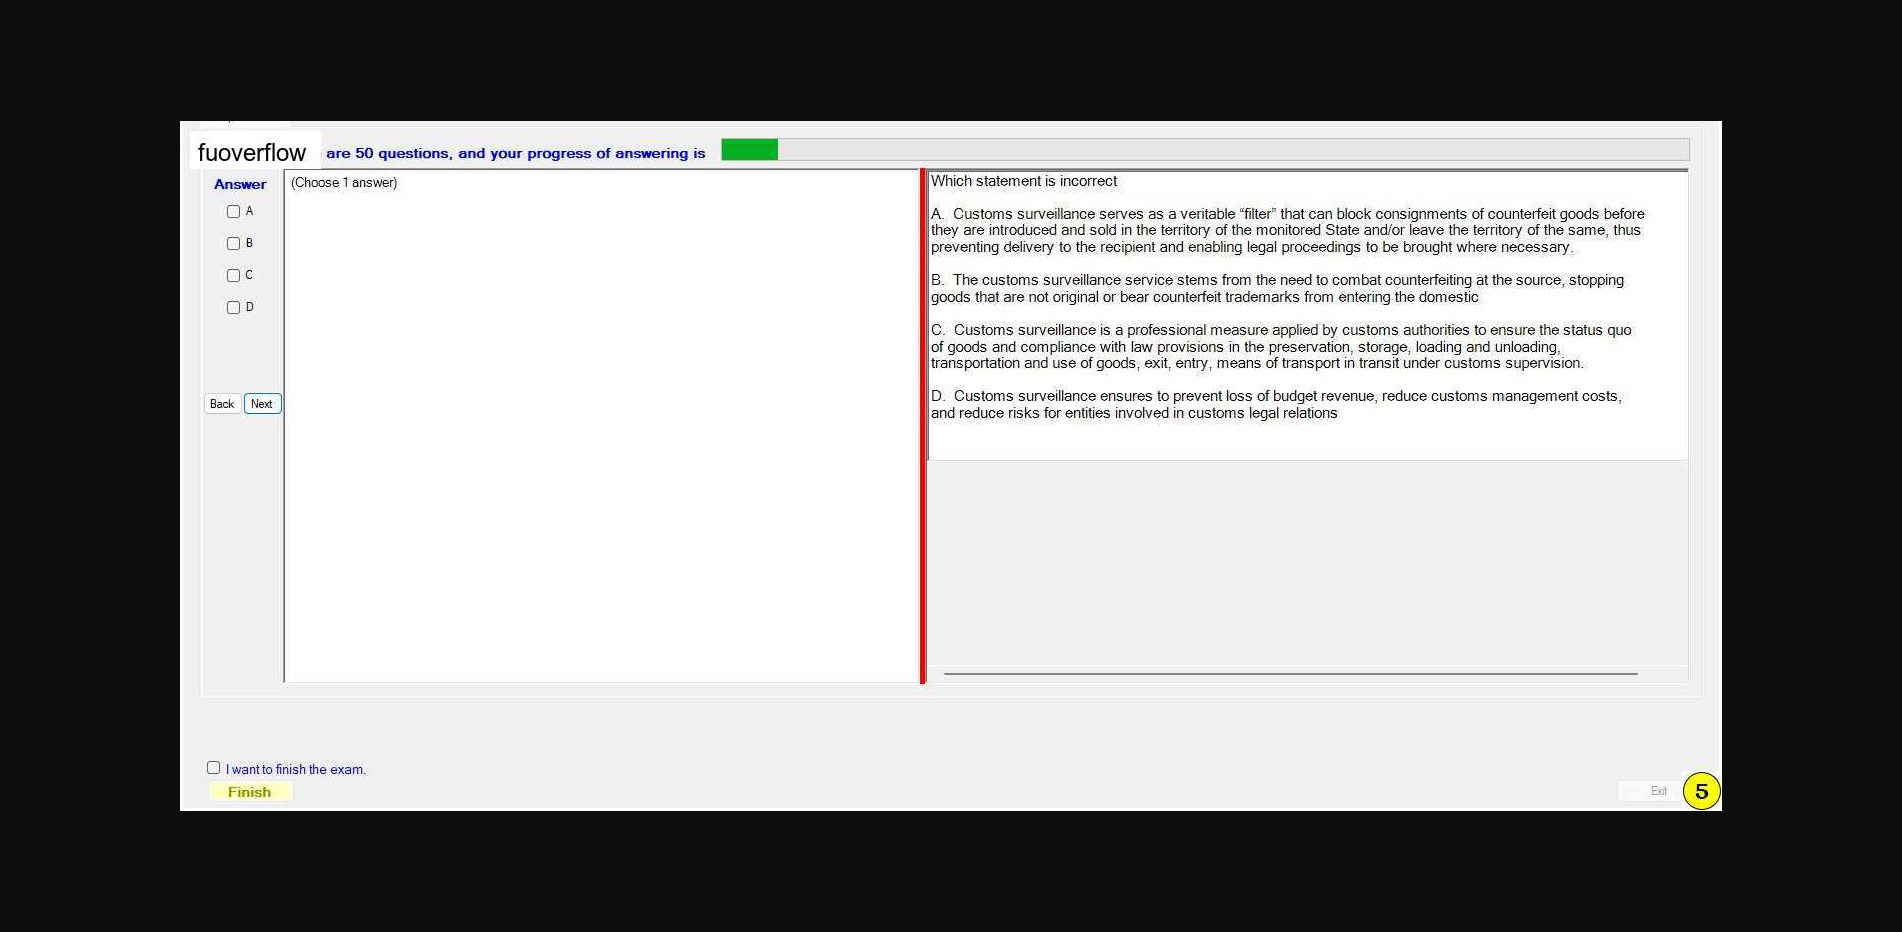 fuoverflow are 50 questions, and your progress of answering is
Answer
A
B
C
D
Back Next
(Choose 1 answer)
Which statement is incorrect
A. Customs surveillance serves as a veritable “filter” that can block consignments of counterfeit goods before
they are introduced and sold in the territory of the monitored State and/or leave the territory of the same, thus
preventing delivery to the recipient and enabling legal proceedings to be brought where necessary.
B. The customs surveillance service stems from the need to combat counterfeiting at the source, stopping
goods that are not original or bear counterfeit trademarks from entering the domestic
C. Customs surveillance is a professional measure applied by customs authorities to ensure the status quo
of goods and compliance with law provisions in the preservation, storage, loading and unloading,
transportation and use of goods, exit, entry, means of transport in transit under customs supervision.
D. Customs surveillance ensures to prevent loss of budget revenue, reduce customs management costs,
and reduce risks for entities involved in customs legal relations
I want to finish the exam.
Finish
Exit
5